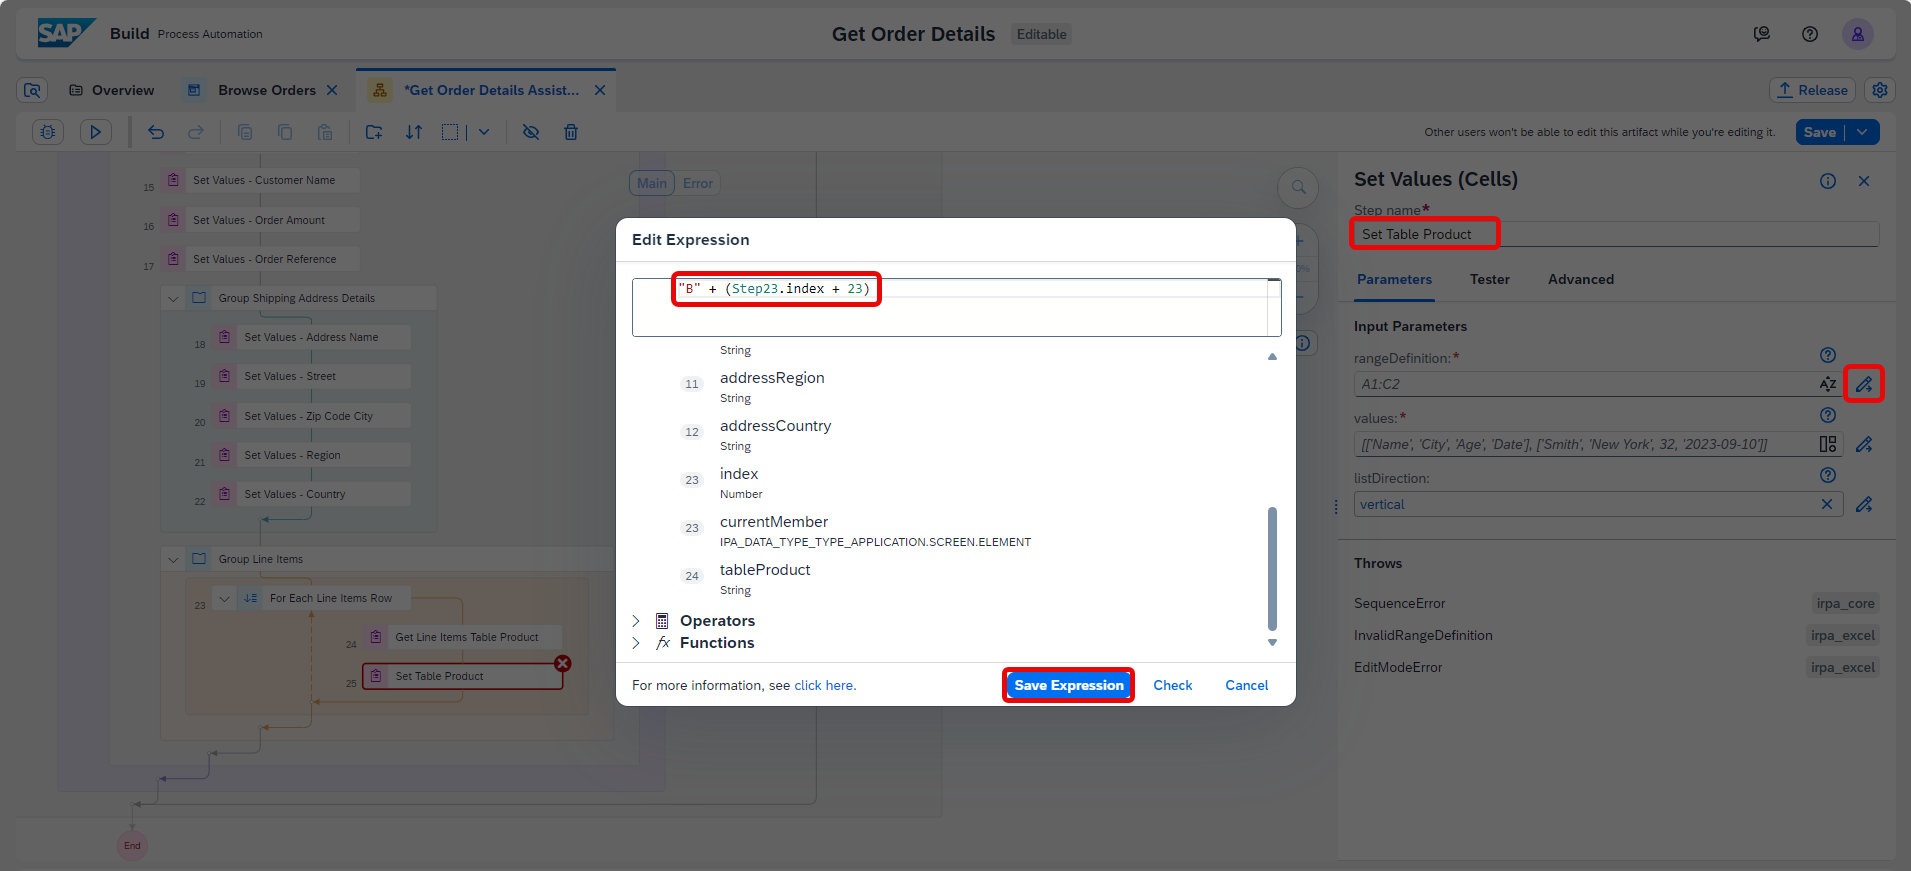 SAP Build Process Automation
Get Order Details Editable
Overview
Browse Orders
*Get Order Details Assist...
Release
Other users won't be able to edit this artifact while you're editing it.
Save
15 Set Values - Customer Name
16 Set Values - Order Amount
17 Set Values - Order Reference
Group Shipping Address Details
18 Set Values - Address Name
19 Set Values - Street
20 Set Values - Zip Code City
21 Set Values - Region
22 Set Values - Country
Group Line Items
23 For Each Line Items Row
24 Get Line Items Table Product
25 Set Table Product
End
Main Error
0%
Edit Expression
"B" + (Step23.index + 23)
String
11 addressRegion
String
12 addressCountry
String
23 index
Number
23 currentMember
IPA_DATA_TYPE_TYPE_APPLICATION.SCREEN.ELEMENT
24 tableProduct
String
Operators
fx Functions
For more information, see click here.
Save Expression
Check
Cancel
Set Values (Cells)
Step name*
Set Table Product
Parameters Tester Advanced
Input Parameters
rangeDefinition:*
A1:C2
values:*
[['Name', 'City', 'Age', 'Date'], ['Smith', 'New York', 32, '2023-09-10']]
listDirection:
vertical
Throws
SequenceError irpa_core
InvalidRangeDefinition irpa_excel
EditModeError irpa_excel